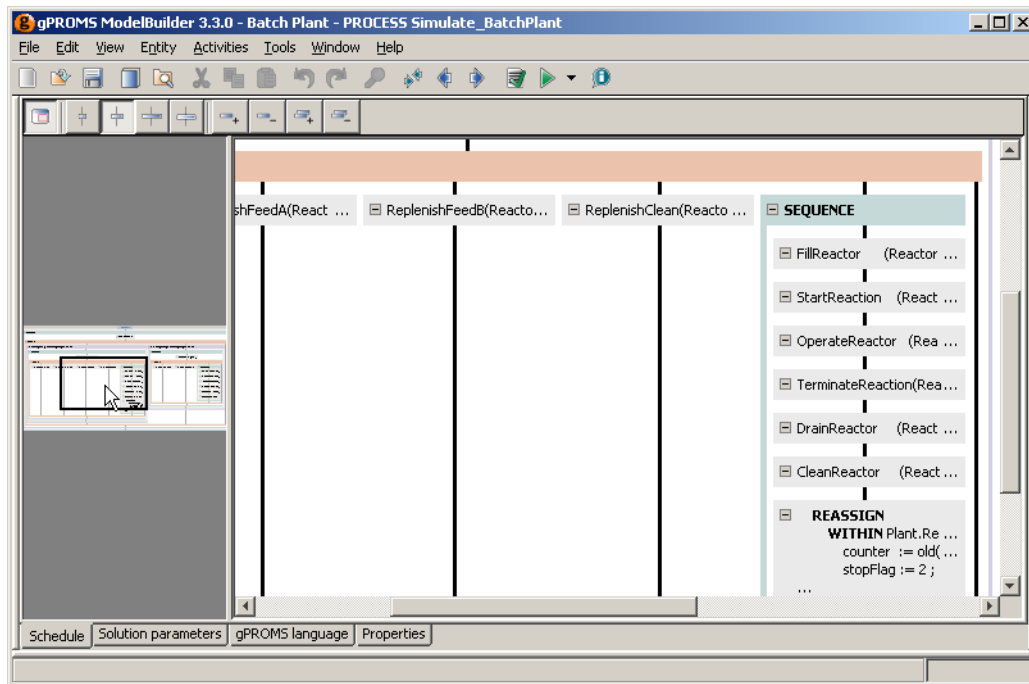 gPROMS ModelBuilder 3.3.0 - Batch Plant - PROCESS Simulate_BatchPlant
File Edit View Entity Activities Tools Window Help
shFeedA(React ... ReplenishFeedB(Reacto... ReplenishClean(Reacto ... SEQUENCE
FillReactor (Reactor ...
StartReaction (React ...
OperateReactor (Rea ...
TerminateReaction(Rea...
DrainReactor (React ...
CleanReactor (React ...
REASSIGN
WITHIN Plant.Re ...
counter := old( ...
stopFlag := 2 ;
...
Schedule Solution parameters gPROMS language Properties